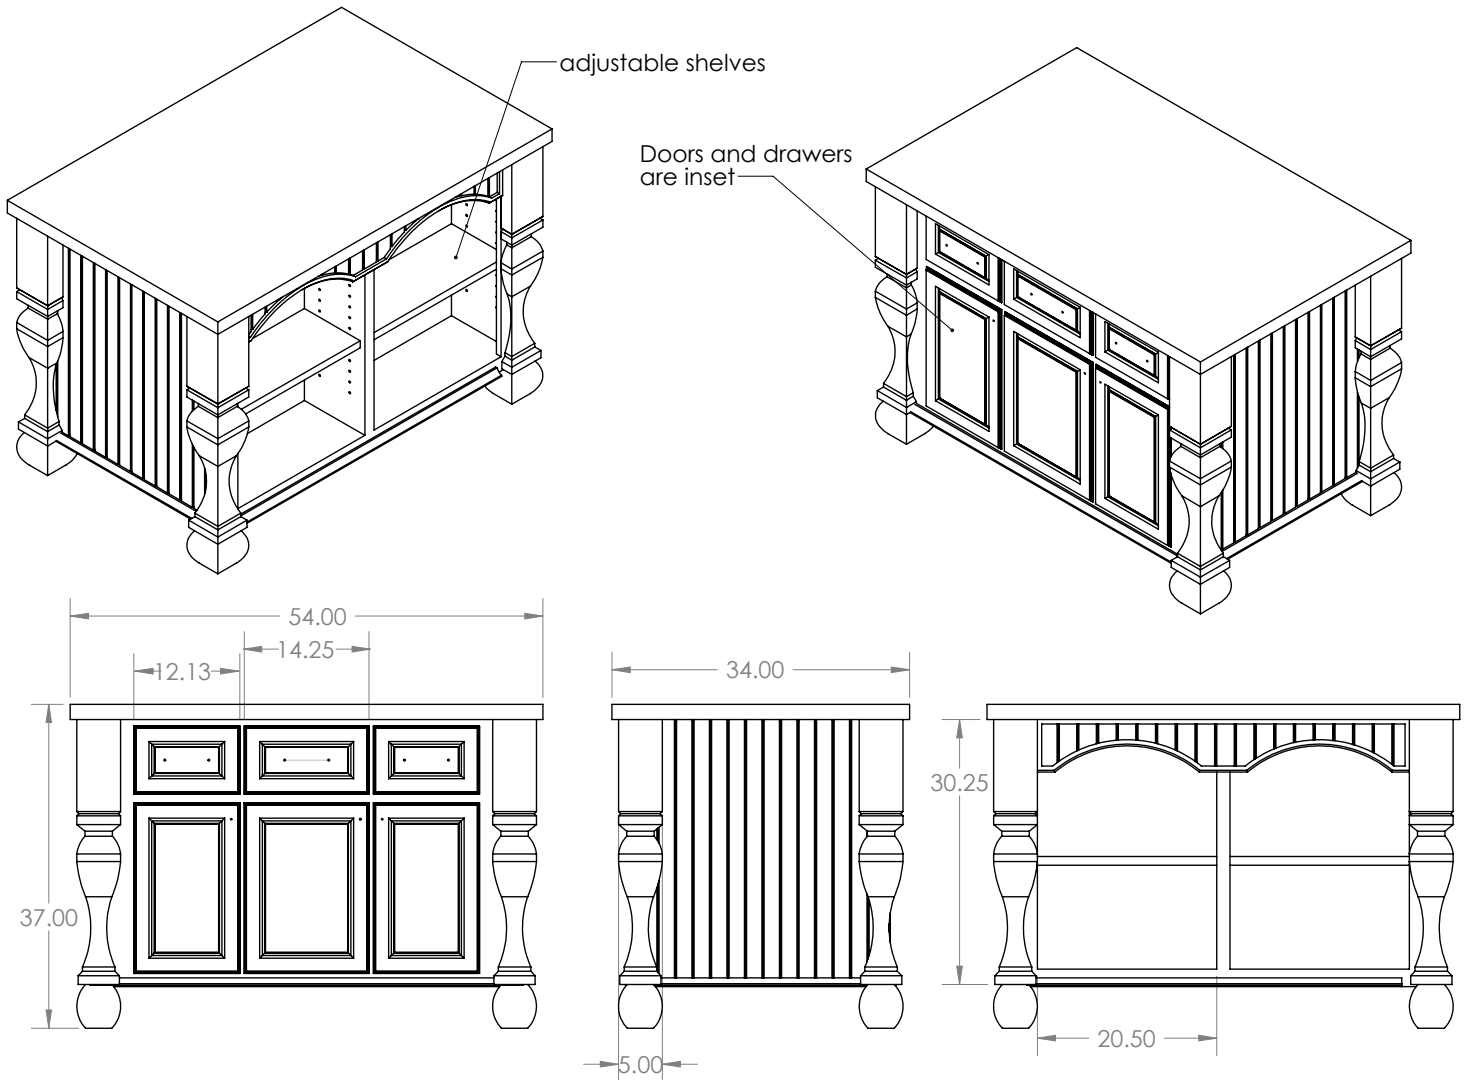 adjustable shelves
Doors and drawers
are inset
54.00
14.25
12.13
34.00
30.25
37.00
20.50
5.00